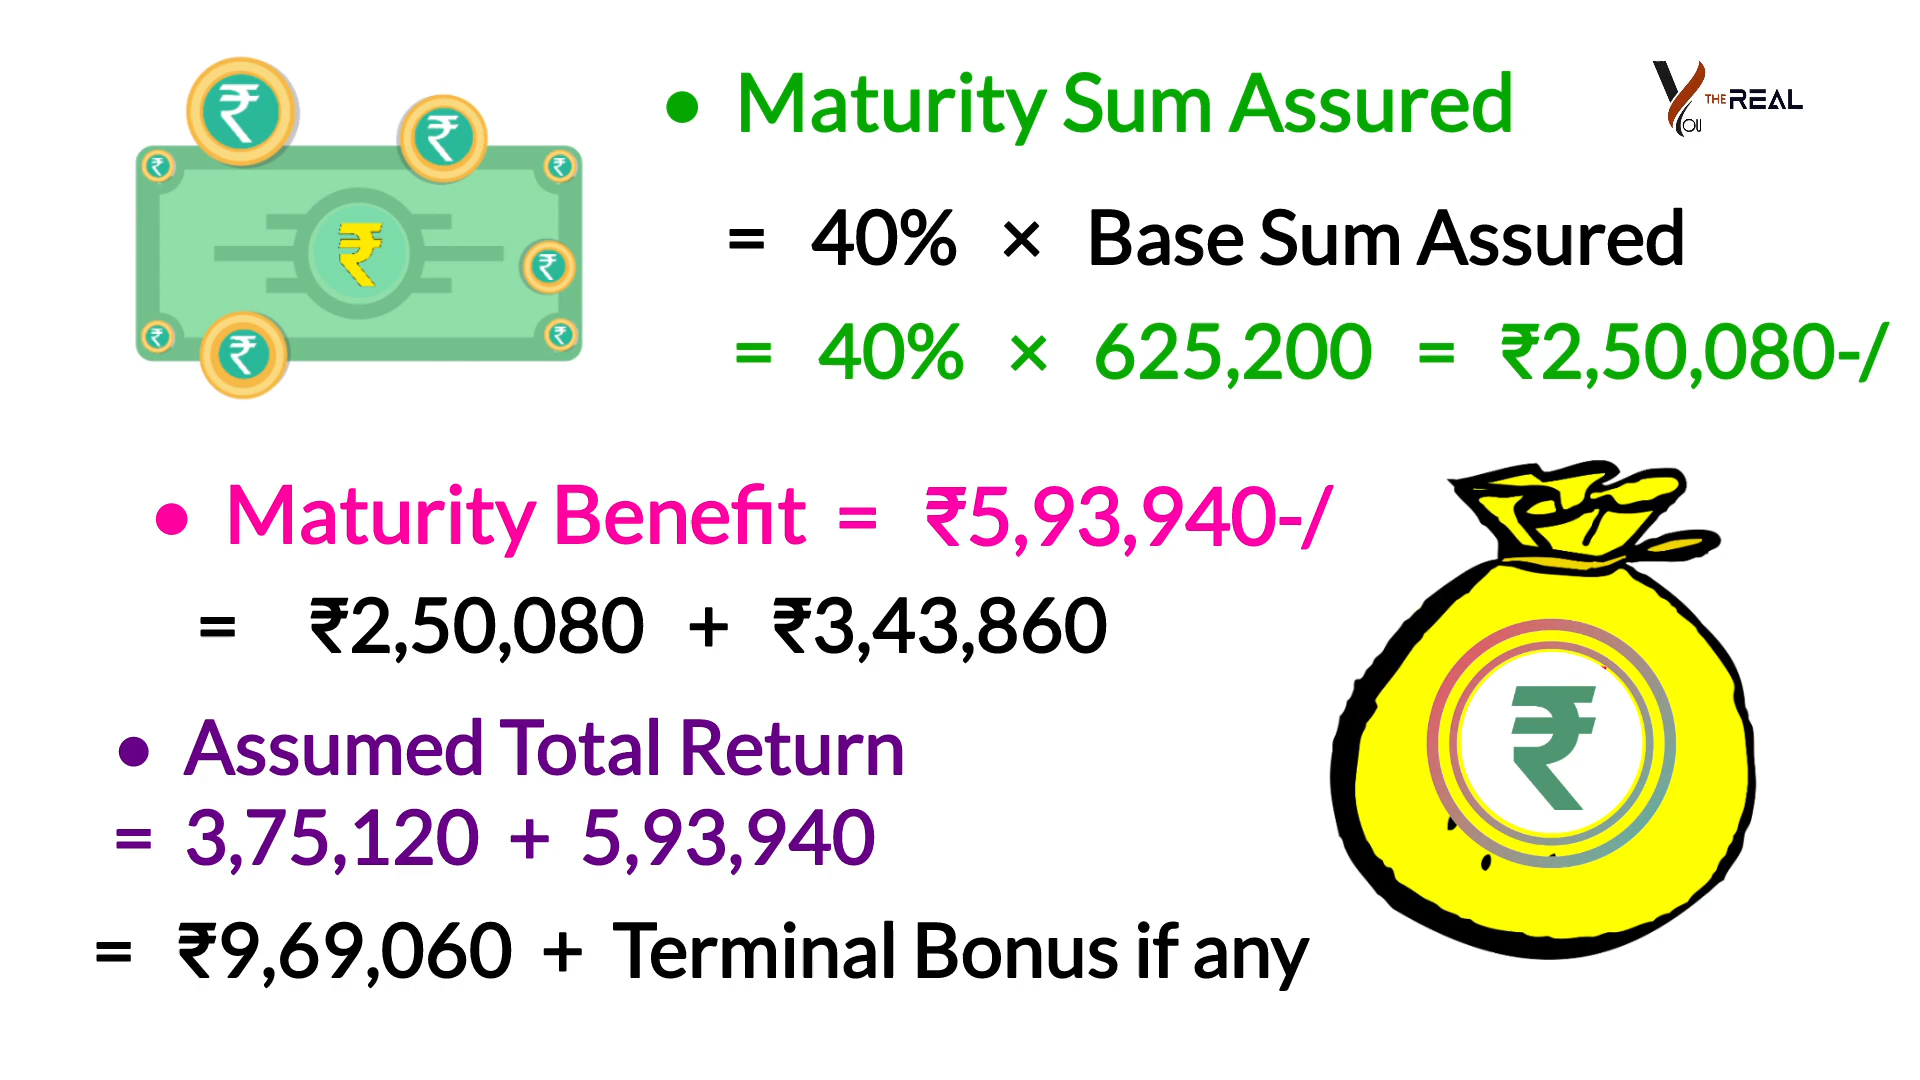 • Maturity Sum Assured
THE REAL
YOU
= 40% × Base Sum Assured
= 40% × 625,200 = ₹2,50,080-/
• Maturity Benefit = ₹5,93,940-/
= ₹2,50,080 + ₹3,43,860
• Assumed Total Return
= 3,75,120 + 5,93,940
= ₹9,69,060 + Terminal Bonus if any